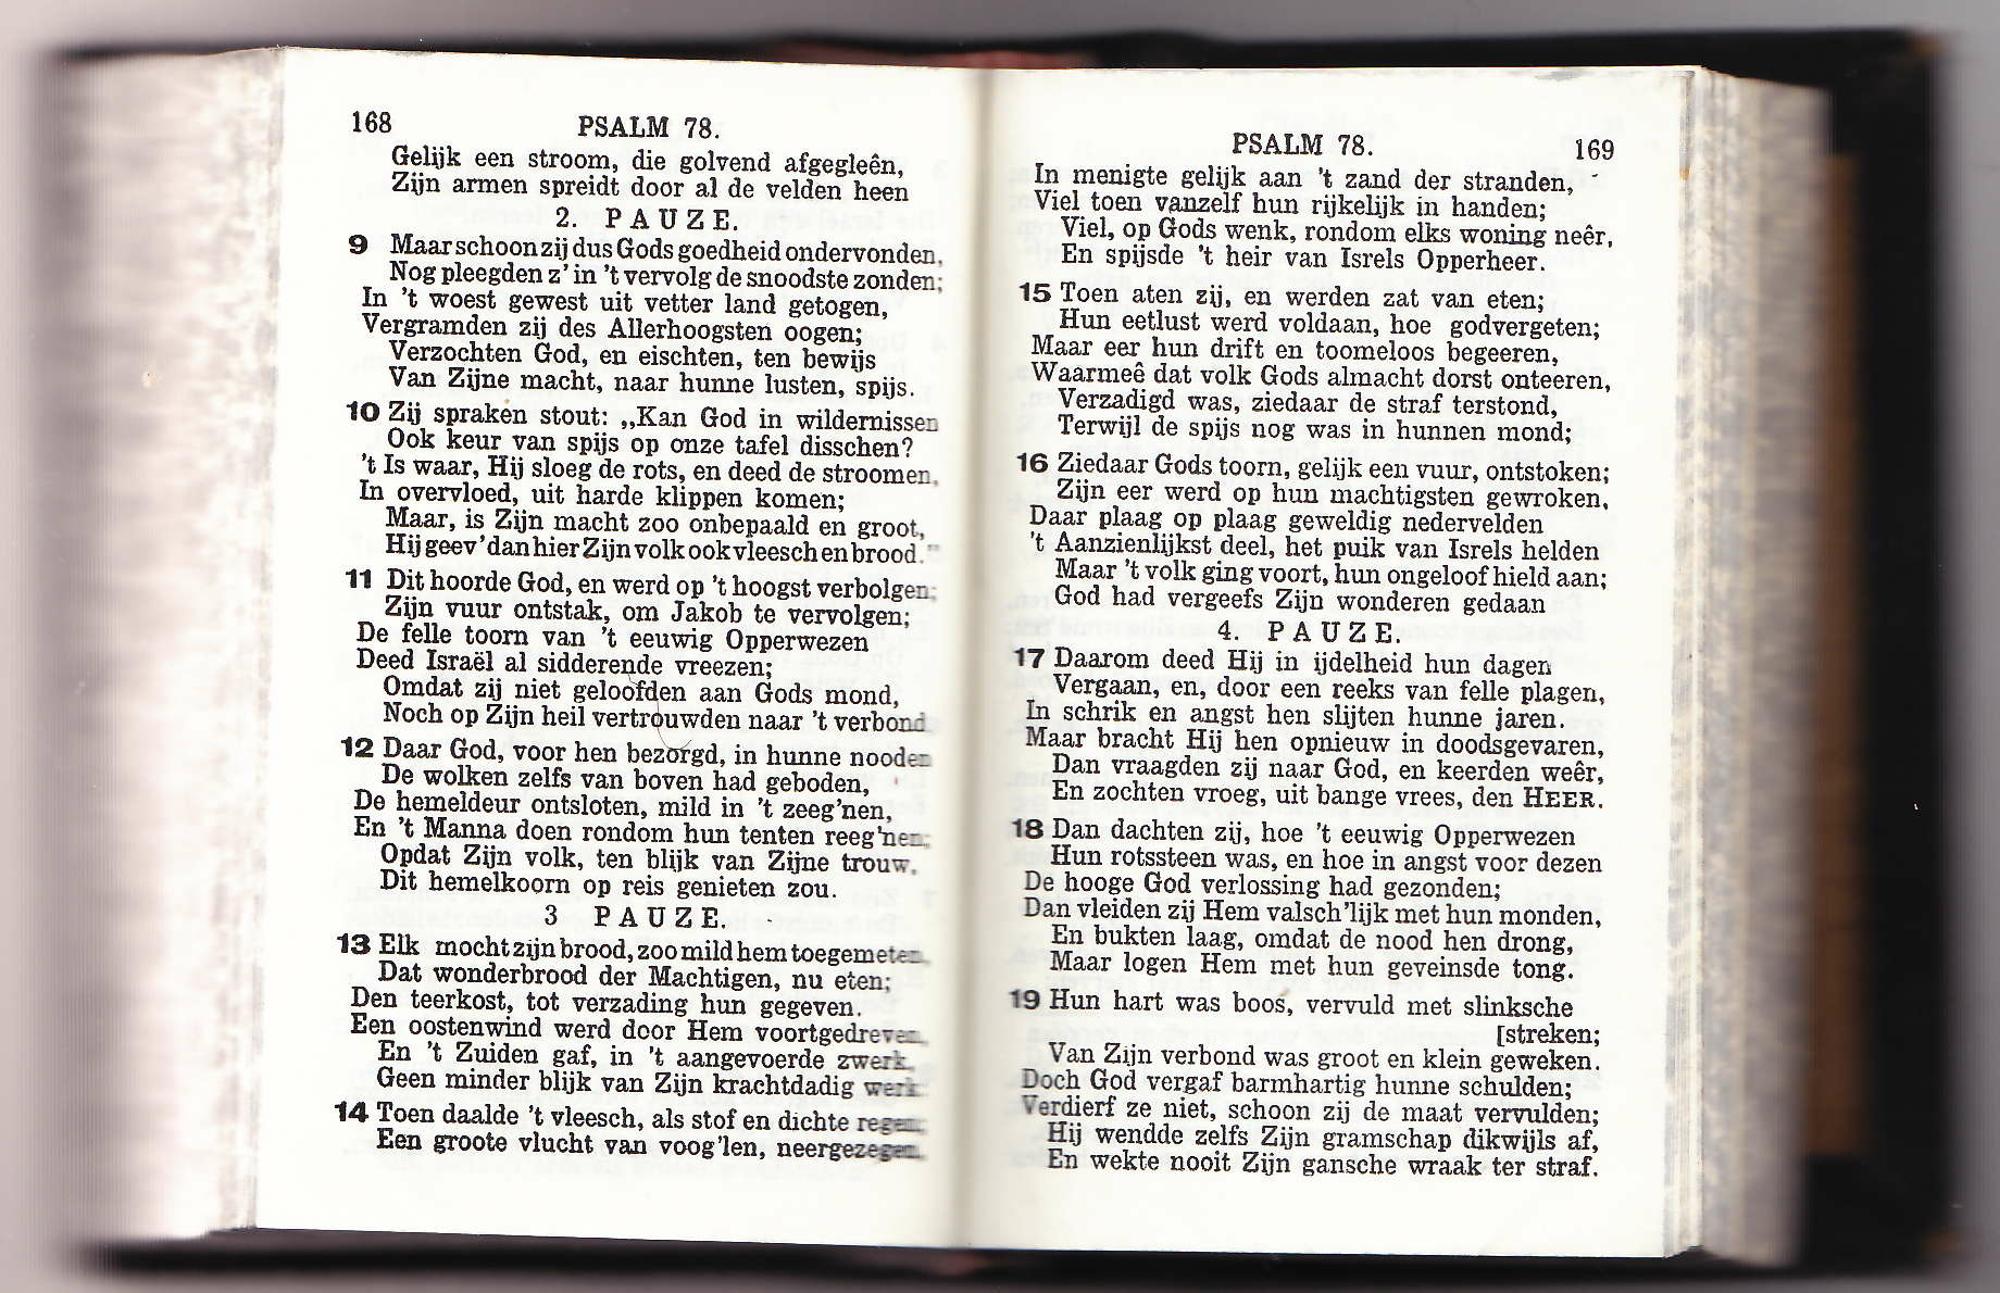 168 PSALM 78.
Gelijk een stroom, die golvend afgegleên,
Zijn armen spreidt door al de velden heen
2. PAUZE.
9 Maar schoon zij dus Gods goedheid ondervonden,
Nog pleegden z' in 't vervolg de snoodste zonden;
In 't woest gewest uit vetter land getogen,
Vergramden zij des Allerhoogsten oogen;
Verzochten God, en eischten, ten bewijs
Van Zijne macht, naar hunne lusten, spijs.
10 Zij spraken stout: „Kan God in wildernissen
Ook keur van spijs op onze tafel disschen?
't Is waar, Hij sloeg de rots, en deed de stroomen,
In overvloed, uit harde klippen komen;
Maar, is Zijn macht zoo onbepaald en groot,
Hij geev' dan hier Zijn volk ook vleesch en brood."
11 Dit hoorde God, en werd op 't hoogst verbolgen;
Zijn vuur ontstak, om Jakob te vervolgen;
De felle toorn van 't eeuwig Opperwezen
Deed Israël al sidderende vreezen;
Omdat zij niet geloofden aan Gods mond,
Noch op Zijn heil vertrouwden naar 't verbond
12 Daar God, voor hen bezorgd, in hunne nooden
De wolken zelfs van boven had geboden,
De hemeldeur ontsloten, mild in 't zeeg'nen,
En 't Manna doen rondom hun tenten reeg'nen;
Opdat Zijn volk, ten blijk van Zijne trouw,
Dit hemelkoorn op reis genieten zou.
3 PAUZE.
13 Elk mocht zijn brood, zoo mild hem toegemeten,
Dat wonderbrood der Machtigen, nu eten;
Den teerkost, tot verzading hun gegeven.
Een oostenwind werd door Hem voortgedreven,
En 't Zuiden gaf, in 't aangevoerde zwerk,
Geen minder blijk van Zijn krachtdadig werk
14 Toen daalde 't vleesch, als stof en dichte regen;
Een groote vlucht van voog'len, neergezegen,
PSALM 78. 169
In menigte gelijk aan 't zand der stranden,
Viel toen vanzelf hun rijkelijk in handen;
Viel, op Gods wenk, rondom elks woning neêr,
En spijsde 't heir van Isrels Opperheer.
15 Toen aten zij, en werden zat van eten;
Hun eetlust werd voldaan, hoe godvergeten;
Maar eer hun drift en toomeloos begeeren,
Waarmeê dat volk Gods almacht dorst onteeren,
Verzadigd was, ziedaar de straf terstond,
Terwijl de spijs nog was in hunnen mond;
16 Ziedaar Gods toorn, gelijk een vuur, ontstoken;
Zijn eer werd op hun machtigsten gewroken,
Daar plaag op plaag geweldig nedervelden
't Aanzienlijkst deel, het puik van Isrels helden
Maar 't volk ging voort, hun ongeloof hield aan;
God had vergeefs Zijn wonderen gedaan
4. PAUZE.
17 Daarom deed Hij in ijdelheid hun dagen
Vergaan, en, door een reeks van felle plagen,
In schrik en angst hen slijten hunne jaren.
Maar bracht Hij hen opnieuw in doodsgevaren,
Dan vraagden zij naar God, en keerden weêr,
En zochten vroeg, uit bange vrees, den HEER.
18 Dan dachten zij, hoe 't eeuwig Opperwezen
Hun rotssteen was, en hoe in angst voor dezen
De hooge God verlossing had gezonden;
Dan vleiden zij Hem valsch'lijk met hun monden,
En bukten laag, omdat de nood hen drong,
Maar logen Hem met hun geveinsde tong.
19 Hun hart was boos, vervuld met slinksche
[streken;
Van Zijn verbond was groot en klein geweken.
Doch God vergaf barmhartig hunne schulden;
Verdierf ze niet, schoon zij de maat vervulden;
Hij wendde zelfs Zijn gramschap dikwijls af,
En wekte nooit Zijn gansche wraak ter straf.